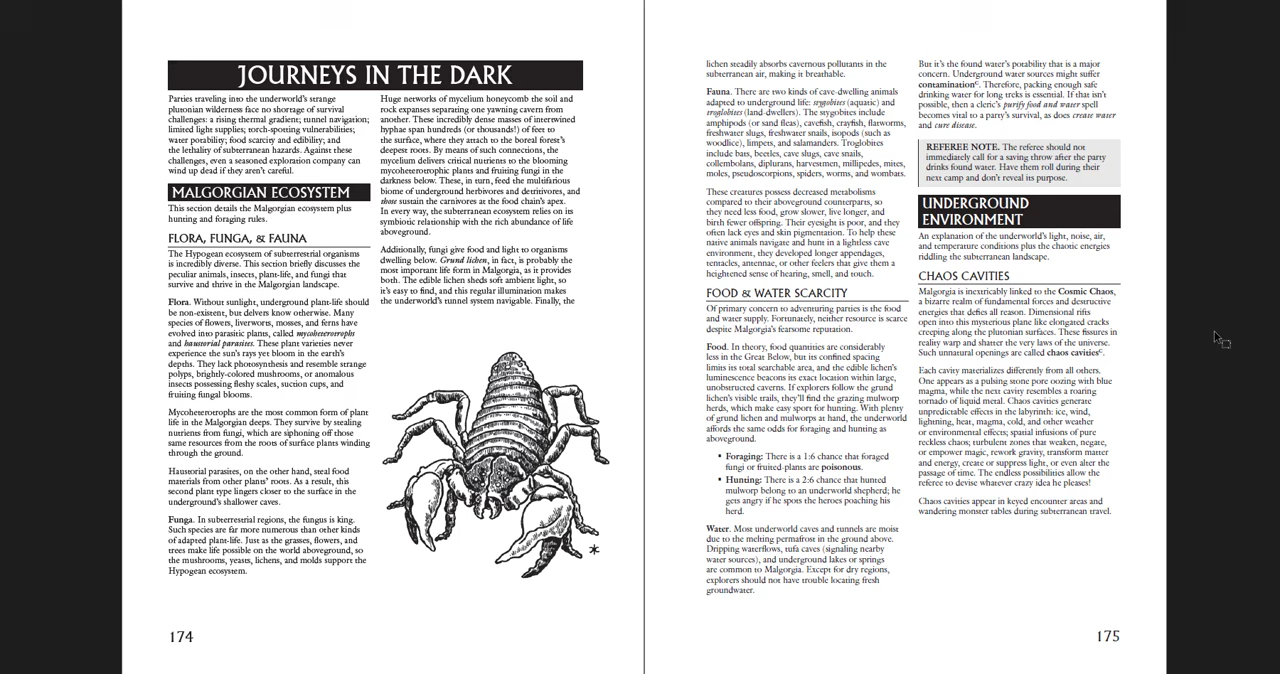 JOURNEYS IN THE DARK
Parties traveling into the underworld's strange
plutonian wilderness face no shortage of survival
challenges: a rising thermal gradient; tunnel navigation;
limited light supplies; torch-spotting vulnerabilities;
water potability; food scarcity and edibility; and
the lethality of subterranean hazards. Against these
challenges, even a seasoned exploration company can
wind up dead if they aren't careful.
MALGORGIAN ECOSYSTEM
This section details the Malgorgian ecosystem plus
hunting and foraging rules.
FLORA, FUNGA, & FAUNA
The Hypogean ecosystem of subterrestrial organisms
is incredibly diverse. This section briefly discusses the
peculiar animals, insects, plant-life, and fungi that
survive and thrive in the Malgorgian landscape.
Flora. Without sunlight, underground plant-life should
be non-existent, but delvers know otherwise. Many
species of flowers, liverworts, mosses, and ferns have
evolved into parasitic plants, called mycoheterotrophs
and haustorial parasites. These plant varieties never
experience the sun's rays yet bloom in the earth's
depths. They lack photosynthesis and resemble strange
polyps, brightly-colored mushrooms, or anomalous
insects possessing fleshy scales, suction cups, and
fruiting fungal blooms.
Mycoheterotrophs are the most common form of plant
life in the Malgorgian deeps. They survive by stealing
nutrients from fungi, which are siphoning off those
same resources from the roots of surface plants winding
through the ground.
Haustorial parasites, on the other hand, steal food
materials from other plants' roots. As a result, this
second plant type lingers closer to the surface in the
underground's shallower caves.
Funga. In subterrestrial regions, the fungus is king.
Such species are far more numerous than other kinds
of adapted plant-life. Just as the grasses, flowers, and
trees make life possible on the world aboveground, so
the mushrooms, yeasts, lichens, and molds support the
Hypogean ecosystem.
Huge networks of mycelium honeycomb the soil and
rock expanses separating one yawning cavern from
another. These incredibly dense masses of intertwined
hyphae span hundreds (or thousands!) of feet to
the surface, where they attach to the boreal forest's
deepest roots. By means of such connections, the
mycelium delivers critical nutrients to the blooming
mycoheterotrophic plants and fruiting fungi in the
darkness below. These, in turn, feed the multifarious
biome of underground herbivores and detritivores, and
those sustain the carnivores at the food chain's apex.
In every way, the subterranean ecosystem relies on its
symbiotic relationship with the rich abundance of life
aboveground.
Additionally, fungi give food and light to organisms
dwelling below. Grund lichen, in fact, is probably the
most important life form in Malgorgia, as it provides
both. The edible lichen sheds soft ambient light, so
it's easy to find, and this regular illumination makes
the underworld's tunnel system navigable. Finally, the
174
lichen steadily absorbs cavernous pollutants in the
subterranean air, making it breathable.
Fauna. There are two kinds of cave-dwelling animals
adapted to underground life: stygobites (aquatic) and
troglobites (land-dwellers). The stygobites include
amphipods (or sand fleas), cavefish, crayfish, flatworms,
freshwater slugs, freshwater snails, isopods (such as
woodlice), limpets, and salamanders. Troglobites
include bats, beetles, cave slugs, cave snails,
collembolans, diplurans, harvestmen, millipedes, mites,
moles, pseudoscorpions, spiders, worms, and wombats.
These creatures possess decreased metabolisms
compared to their aboveground counterparts, so
they need less food, grow slower, live longer, and
birth fewer offspring. Their eyesight is poor, and they
often lack eyes and skin pigmentation. To help these
native animals navigate and hunt in a lightless cave
environment, they developed longer appendages,
tentacles, antennae, or other feelers that give them a
heightened sense of hearing, smell, and touch.
FOOD & WATER SCARCITY
Of primary concern to adventuring parties is the food
and water supply. Fortunately, neither resource is scarce
despite Malgorgia's fearsome reputation.
Food. In theory, food quantities are considerably
less in the Great Below, but its confined spacing
limits its total searchable area, and the edible lichen's
luminescence beacons its exact location within large,
unobstructed caverns. If explorers follow the grund
lichen's visible trails, they'll find the grazing mulworp
herds, which make easy sport for hunting. With plenty
of grund lichen and mulworps at hand, the underworld
affords the same odds for foraging and hunting as
aboveground.
• Foraging: There is a 1:6 chance that foraged
fungi or fruited plants are poisonous.
• Hunting: There is a 2:6 chance that hunted
mulworp belong to an underworld shepherd; he
gets angry if he spots the heroes poaching his
herd.
Water. Most underworld caves and tunnels are moist
due to the melting permafrost in the ground above.
Dripping waterflows, tufa caves (signaling nearby
water sources), and underground lakes or springs
are common to Malgorgia. Except for dry regions,
explorers should not have trouble locating fresh
groundwater.
But it's the found water's potability that is a major
concern. Underground water sources might suffer
contaminationᶜ. Therefore, packing enough safe
drinking water for long treks is essential. If that isn't
possible, then a cleric's purify food and water spell
becomes vital to a party's survival, as does create water
and cure disease.
REFEREE NOTE. The referee should not
immediately call for a saving throw after the party
drinks found water. Have them roll during their
next camp and don't reveal its purpose.
UNDERGROUND
ENVIRONMENT
An explanation of the underworld's light, noise, air,
and temperature conditions plus the chaotic energies
riddling the subterranean landscape.
CHAOS CAVITIES
Malgorgia is inextricably linked to the Cosmic Chaos,
a bizarre realm of fundamental forces and destructive
energies that defies all reason. Dimensional rifts
open into this mysterious plane like elongated cracks
creeping along the plutonian surfaces. These fissures in
reality warp and shatter the very laws of the universe.
Such unnatural openings are called chaos cavitiesᶜ.
Each cavity materializes differently from all others.
One appears as a pulsing stone pore oozing with blue
magma, while the next cavity resembles a roaring
tornado of liquid metal. Chaos cavities generate
unpredictable effects in the labyrinth: ice, wind,
lightning, heat, magma, cold, and other weather
or environmental effects; spatial infusions of pure
reckless chaos; turbulent zones that weaken, negate,
or empower magic, rework gravity, transform matter
and energy, create or suppress light, or even alter the
passage of time. The endless possibilities allow the
referee to devise whatever crazy idea he pleases!
Chaos cavities appear in keyed encounter areas and
wandering monster tables during subterranean travel.
175